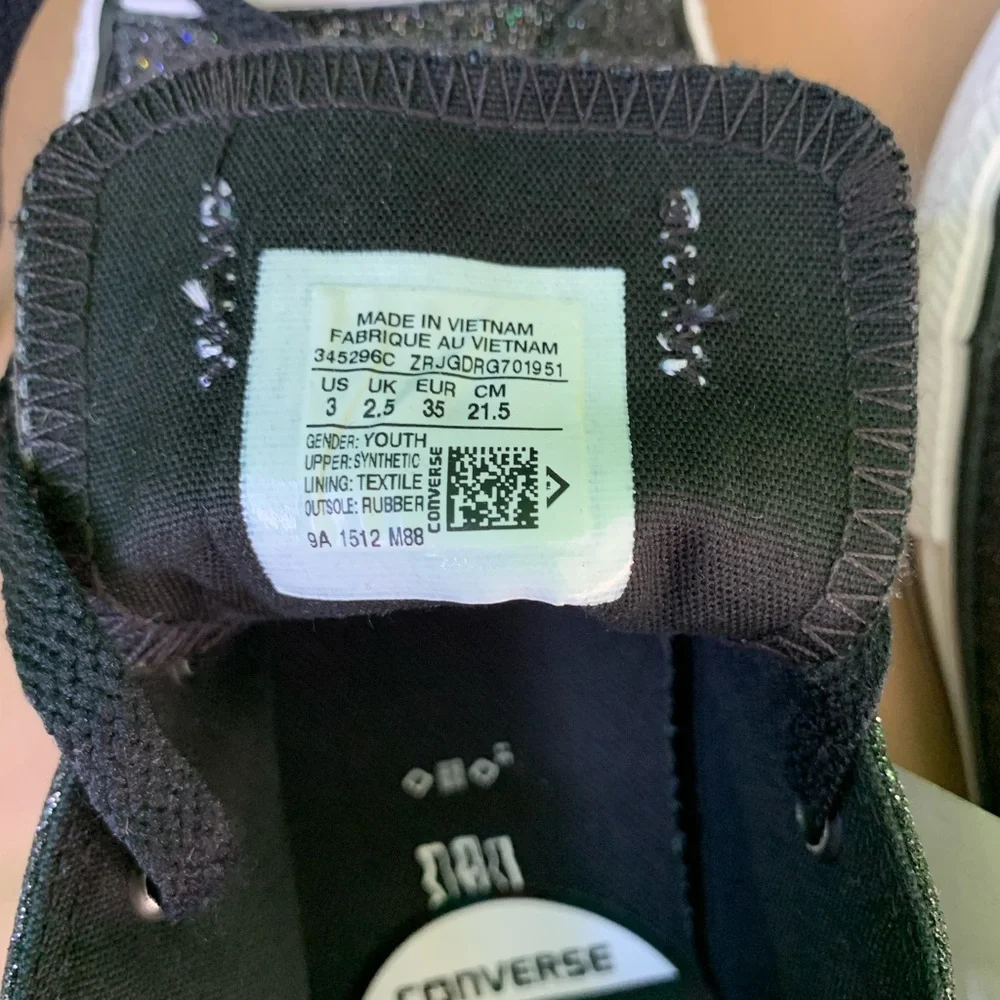 MADE IN VIETNAM
FABRIQUE AU VIETNAM
345296C ZRJGDRG701951
US UK EUR CM
3 2.5 35 21.5
GENDER: YOUTH
UPPER: SYNTHETIC
LINING: TEXTILE
OUTSOLE: RUBBER
CONVERSE
9A 1512 M88
CONVERSE